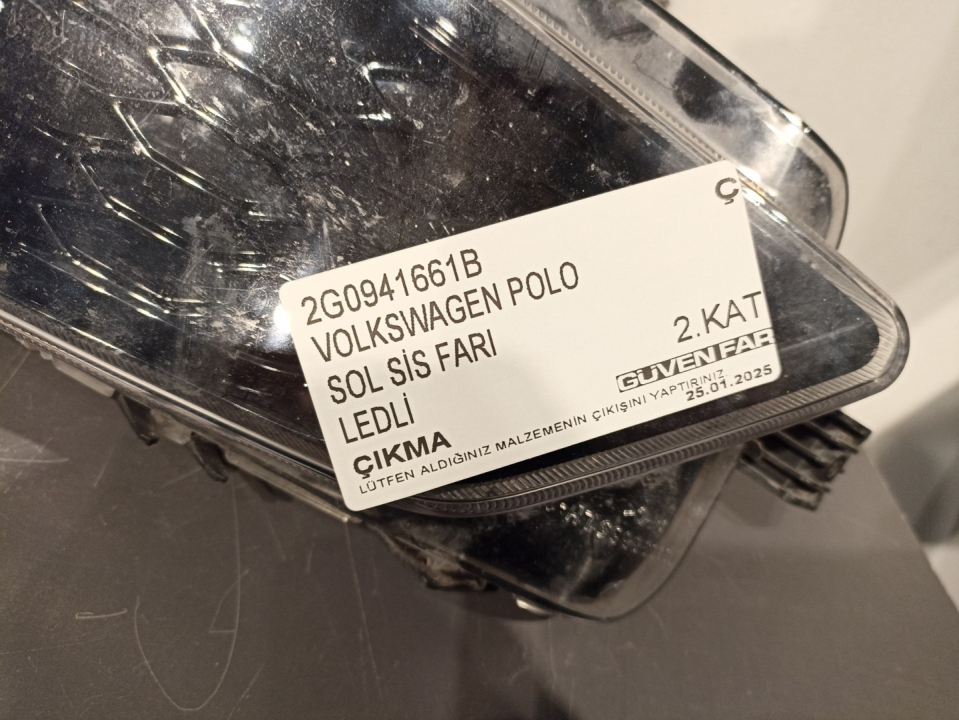 Ç
2G0941661B
VOLKSWAGEN POLO
SOL SİS FARI
2.KAT
LEDLİ
GÜVEN FAR
ÇIKMA
25.01.2025
LÜTFEN ALDIĞINIZ MALZEMENİN ÇIKIŞINI YAPTIRINIZ